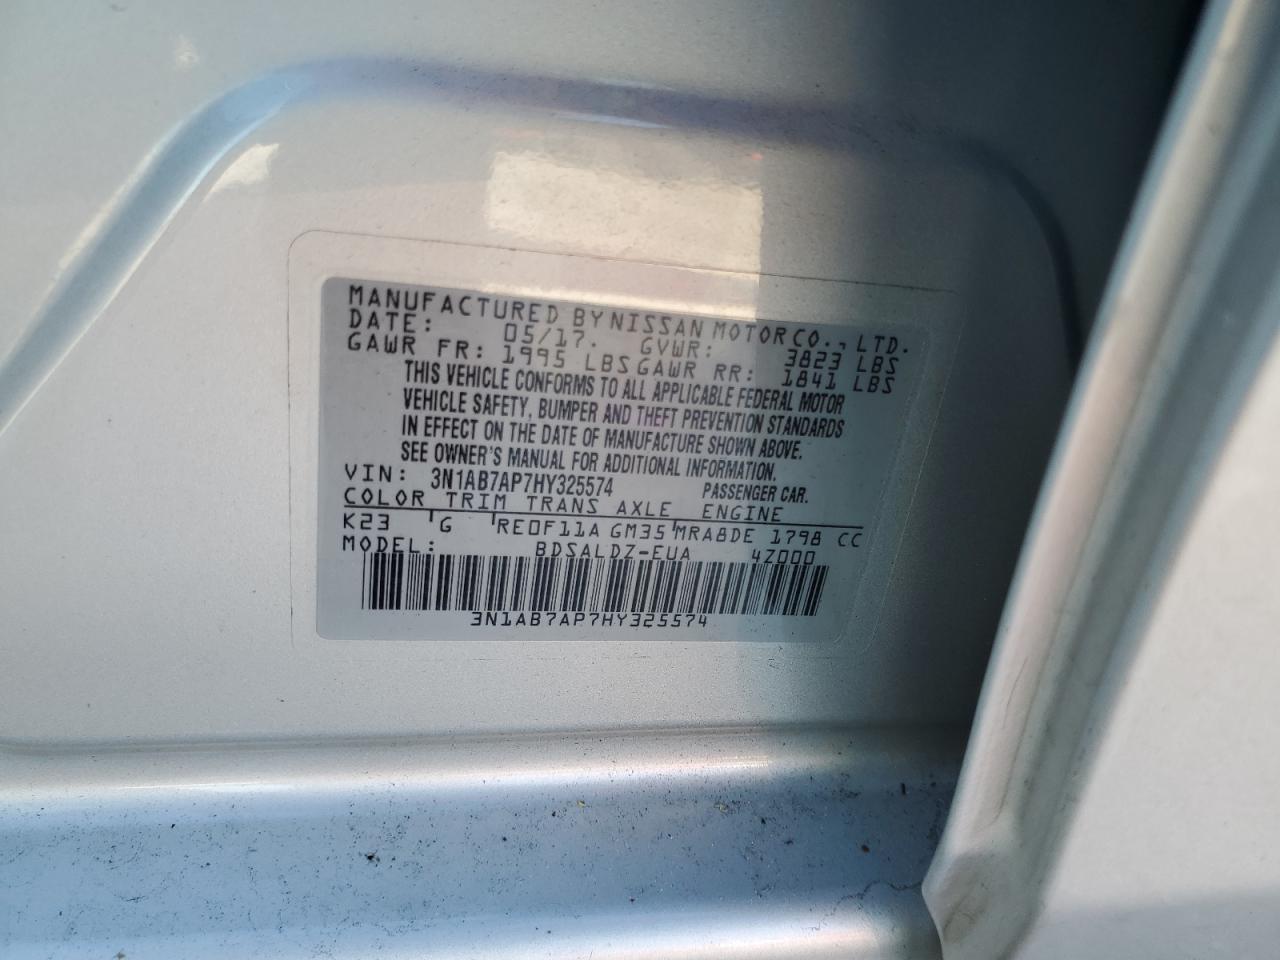 MANUFACTURED BY NISSAN MOTOR CO., LTD.
DATE: 05/17. GVWR: 3823 LBS
GAWR FR: 1995 LBS GAWR RR: 1841 LBS
THIS VEHICLE CONFORMS TO ALL APPLICABLE FEDERAL MOTOR
VEHICLE SAFETY, BUMPER AND THEFT PREVENTION STANDARDS
IN EFFECT ON THE DATE OF MANUFACTURE SHOWN ABOVE.
SEE OWNER'S MANUAL FOR ADDITIONAL INFORMATION.
VIN: 3N1AB7AP7HY325574 PASSENGER CAR.
COLOR TRIM TRANS AXLE ENGINE
K23 G RE0F11A GM35 MRA8DE 1798 CC
MODEL: BDSALDZ-EUA 4Z000
3N1AB7AP7HY325574